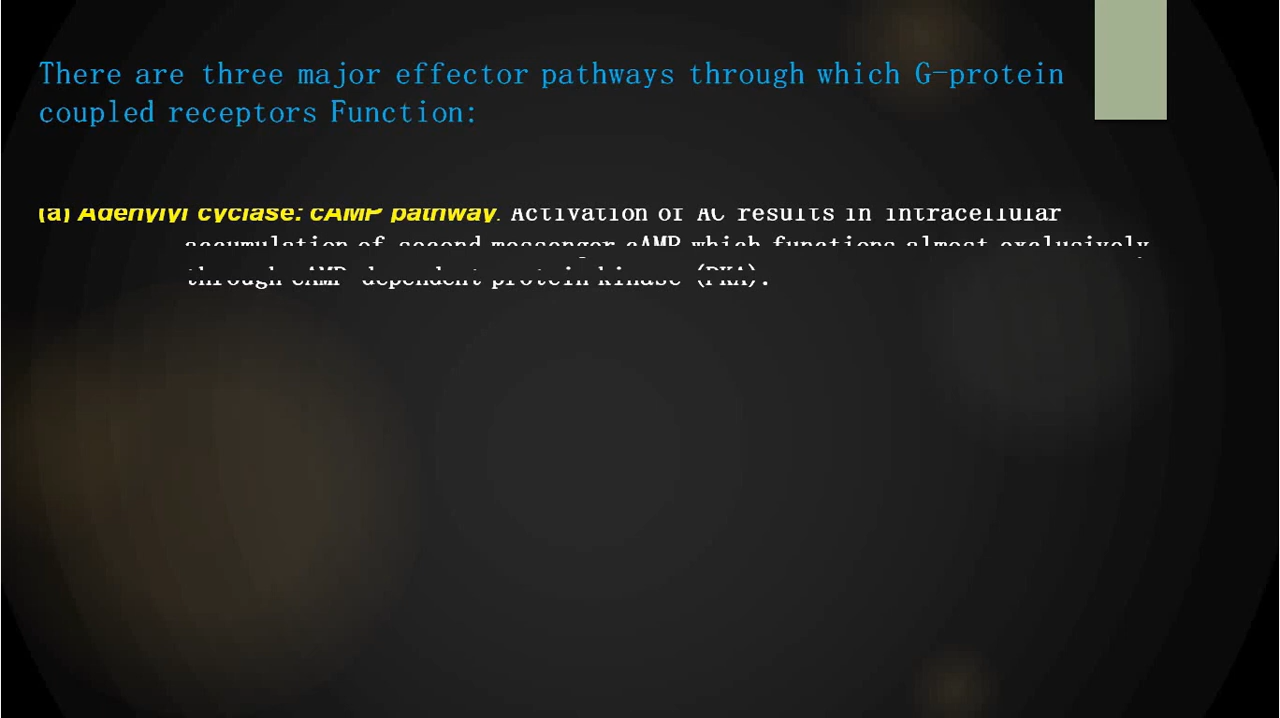 There are three major effector pathways through which G-protein
coupled receptors Function:
(a) Adenylyl cyclase: cAMP pathway. Activation of AC results in intracellular
accumulation of second messenger cAMP which functions almost exclusively
through cAMP dependent protein kinase (PKA).